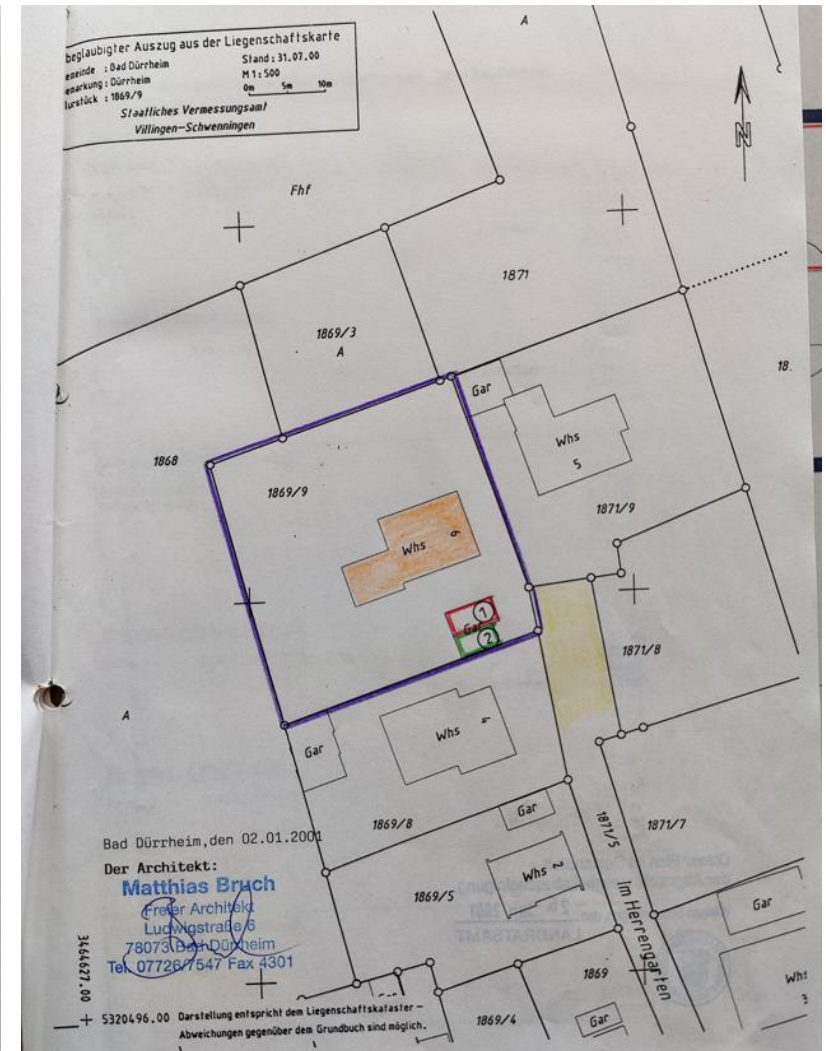 beglaubigter Auszug aus der Liegenschaftskarte
emeinde : Bad Dürrheim
Stand : 31.07.00
emarkung : Dürrheim
M 1: 500
lurstück : 1869/9
0m 5m 10m
Staatliches Vermessungsamt
Villingen-Schwenningen
A
N
Fhf
1871
1869/3
A
18.
Gar
Whs
5
1868
1869/9
1871/9
Whs
6
1
Gar
2
1871/8
A
Gar
Whs
4
1869/8
Gar
1871/5
1871/7
Bad Dürrheim,den 02.01.2001
Der Architekt:
Matthias Bruch
Freier Architekt
Ludwigstraße 6
78073 Bad Dürrheim
Tel. 07726/7547 Fax 4301
Whs 2
1869/5
Im Herrengarten
Gar
1869
Whs
3
Gar
1869/4
Gar
3464627.00
5320496.00 Darstellung entspricht dem Liegenschaftskataster –
Abweichungen gegenüber dem Grundbuch sind möglich.